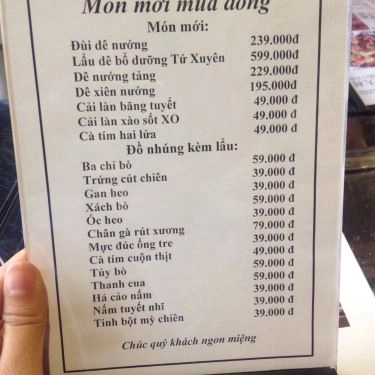 Món mới mùa đông
Món mới:
Đùi dê nướng 239.000đ
Lẩu dê bổ dưỡng Tứ Xuyên 599.000đ
Dê nướng tảng 229.000đ
Dê xiên nướng 195.000đ
Cải làn băng tuyết 49.000 đ
Cải làn xào sốt XO 49.000 đ
Cà tím hai lửa 49.000 đ
Đồ nhúng kèm lẩu:
Ba chỉ bò 59.000 đ
Trứng cút chiên 39.000 đ
Gan heo 39.000 đ
Xách bò 59.000 đ
Óc heo 39.000 đ
Chân gà rút xương 79.000 đ
Mực đúc ống tre 39.000 đ
Cà tím cuộn thịt 49.000 đ
Tủy bò 59.000 đ
Thanh cua 39.000 đ
Há cảo nấm 39.000 đ
Nấm tuyết nhĩ 39.000 đ
Tinh bột mỳ chiên 39.000 đ
Chúc quý khách ngon miệng